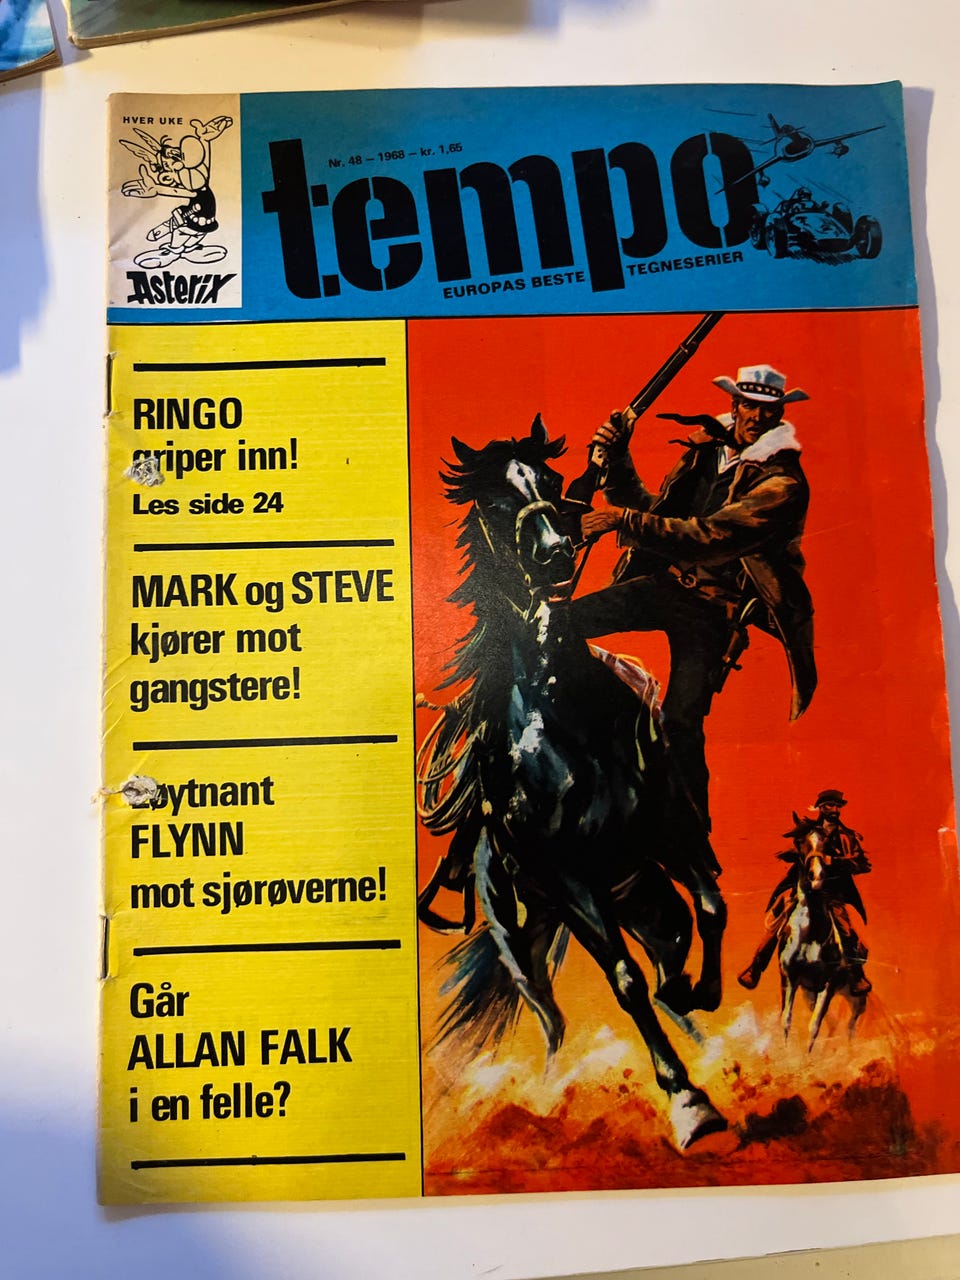 HVER UKE
Asterix
Nr. 48 – 1968 – kr. 1,65
tempo
EUROPAS BESTE TEGNESERIER
RINGO
griper inn!
Les side 24
MARK og STEVE
kjører mot
gangstere!
Løytnant
FLYNN
mot sjørøverne!
Går
ALLAN FALK
i en felle?